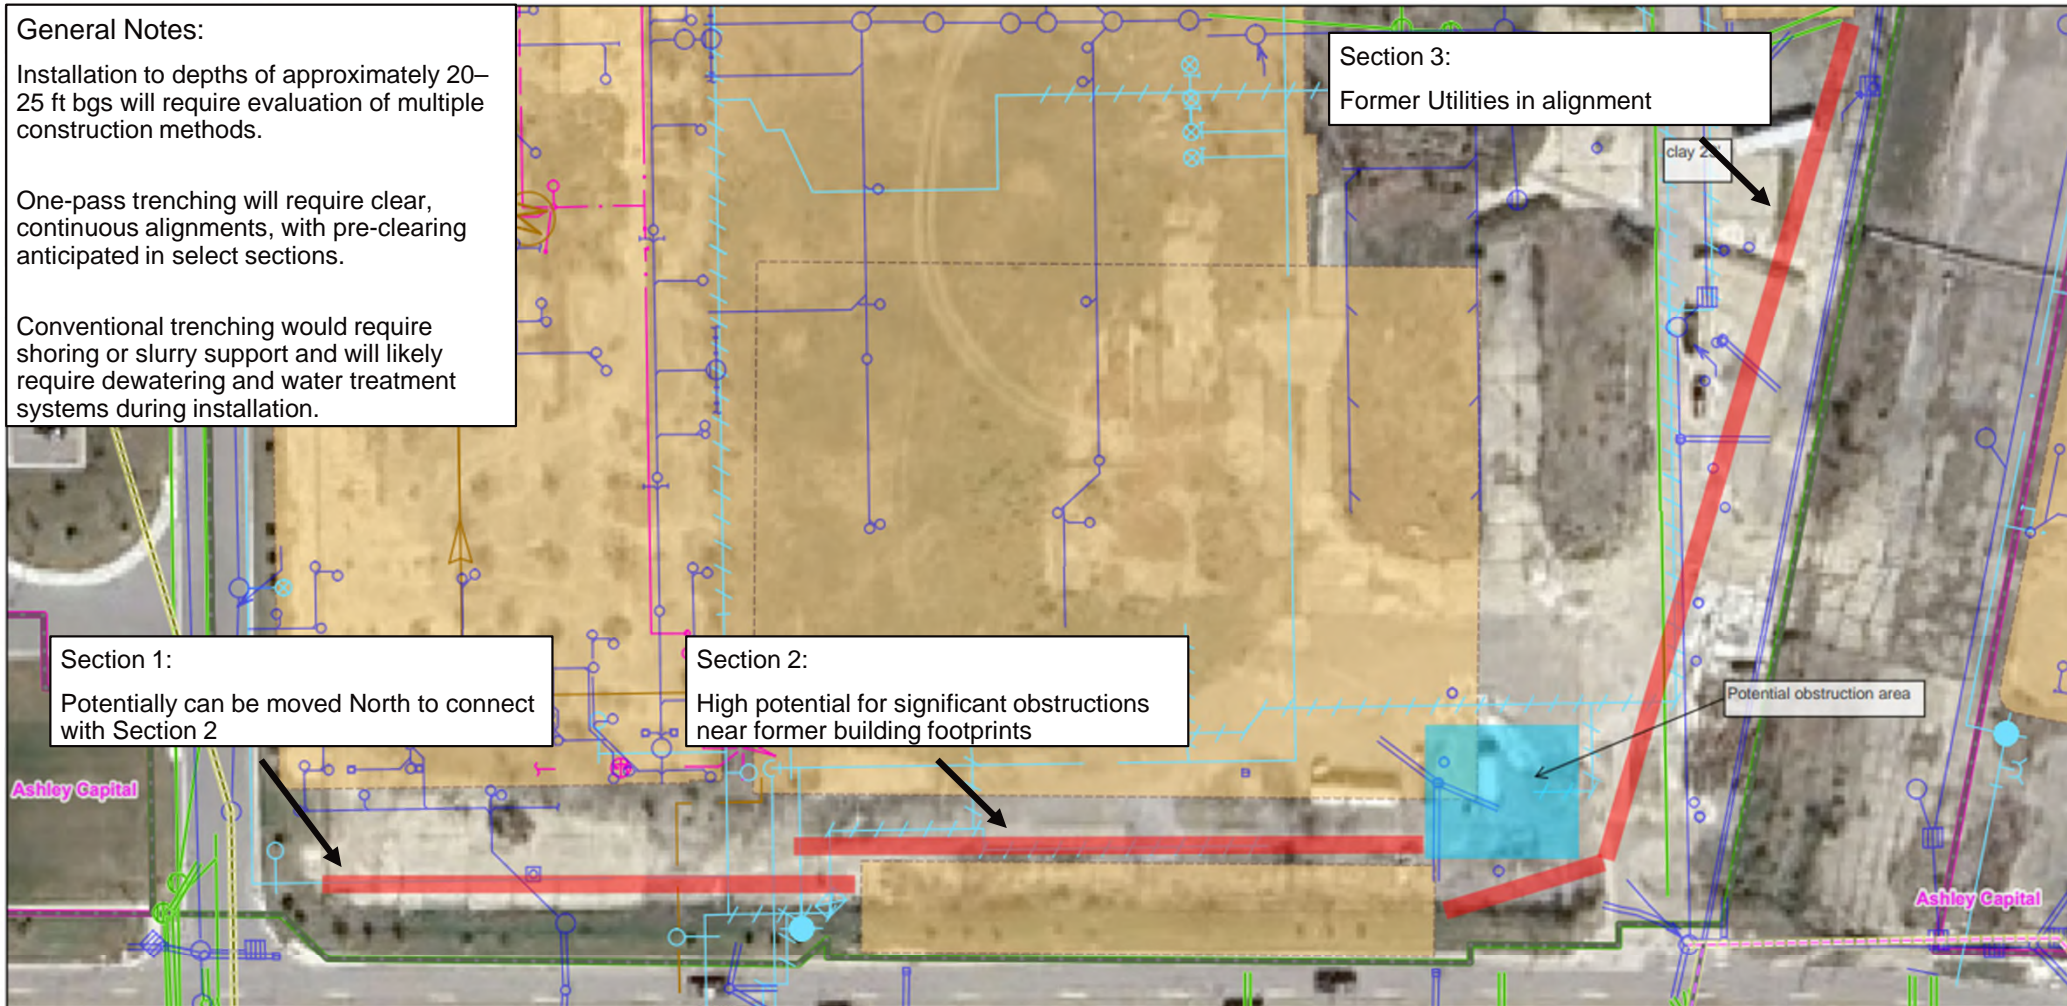 General Notes:
Installation to depths of approximately 20–
25 ft bgs will require evaluation of multiple
construction methods.
One-pass trenching will require clear,
continuous alignments, with pre-clearing
anticipated in select sections.
Conventional trenching would require
shoring or slurry support and will likely
require dewatering and water treatment
systems during installation.
Section 3:
Former Utilities in alignment
clay
M
Section 1:
Potentially can be moved North to connect
with Section 2
Section 2:
High potential for significant obstructions
near former building footprints
Potential obstruction area
Ashley Capital
Ashley Capital